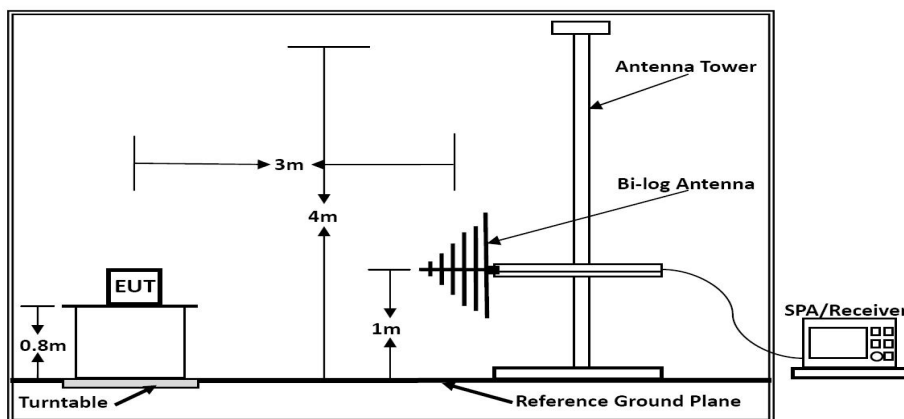 Antenna Tower
3m
Bi-log Antenna
4m
EUT
SPA/Receiver
1m
0.8m
Turntable
Reference Ground Plane